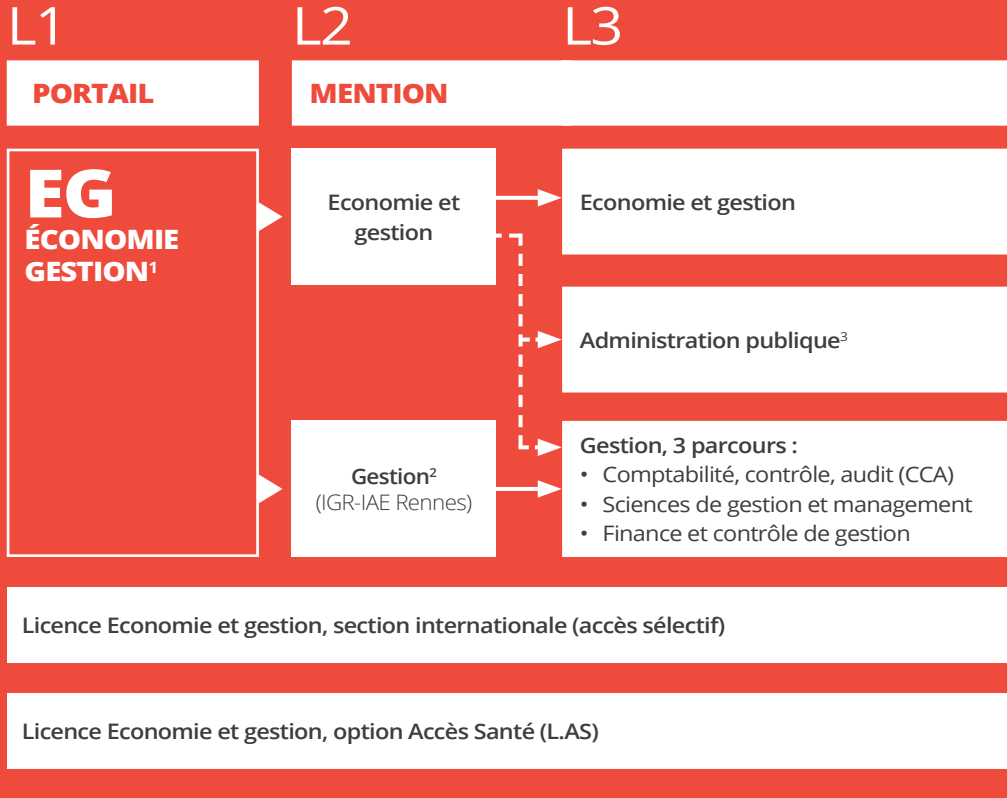 L1
L2
L3
PORTAIL
MENTION
EG
ÉCONOMIE
GESTION¹
Economie et
gestion
Economie et gestion
Administration publique³
Gestion²
(IGR-IAE Rennes)
Gestion, 3 parcours :
• Comptabilité, contrôle, audit (CCA)
• Sciences de gestion et management
• Finance et contrôle de gestion
Licence Economie et gestion, section internationale (accès sélectif)
Licence Economie et gestion, option Accès Santé (L.AS)